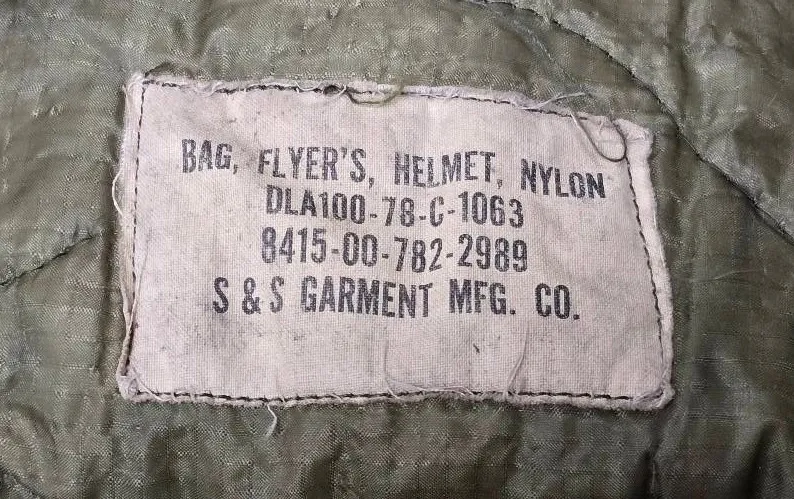 BAG, FLYER'S, HELMET, NYLON
DLA100-78-C-1063
8415-00-782-2989
S & S GARMENT MFG. CO.